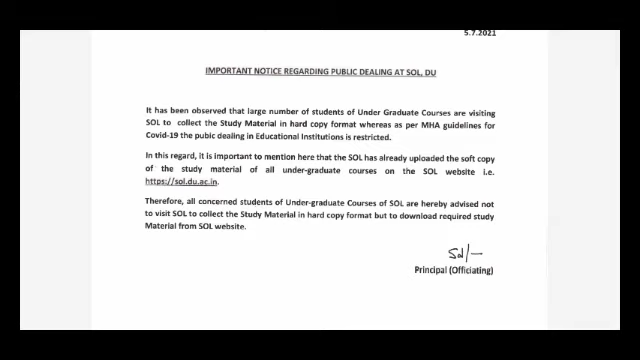 5.7.2021
IMPORTANT NOTICE REGARDING PUBLIC DEALING AT SOL, DU
It has been observed that large number of students of Under Graduate Courses are visiting
SOL to collect the Study Material in hard copy format whereas as per MHA guidelines for
Covid-19 the pubic dealing in Educational Institutions is restricted.
In this regard, it is important to mention here that the SOL has already uploaded the soft copy
of the study material of all under-graduate courses on the SOL website i.e.
https://sol.du.ac.in.
Therefore, all concerned students of Under-graduate Courses of SOL are hereby advised not
to visit SOL to collect the Study Material in hard copy format but to download required study
Material from SOL website.
Sd/-
Principal (Officiating)